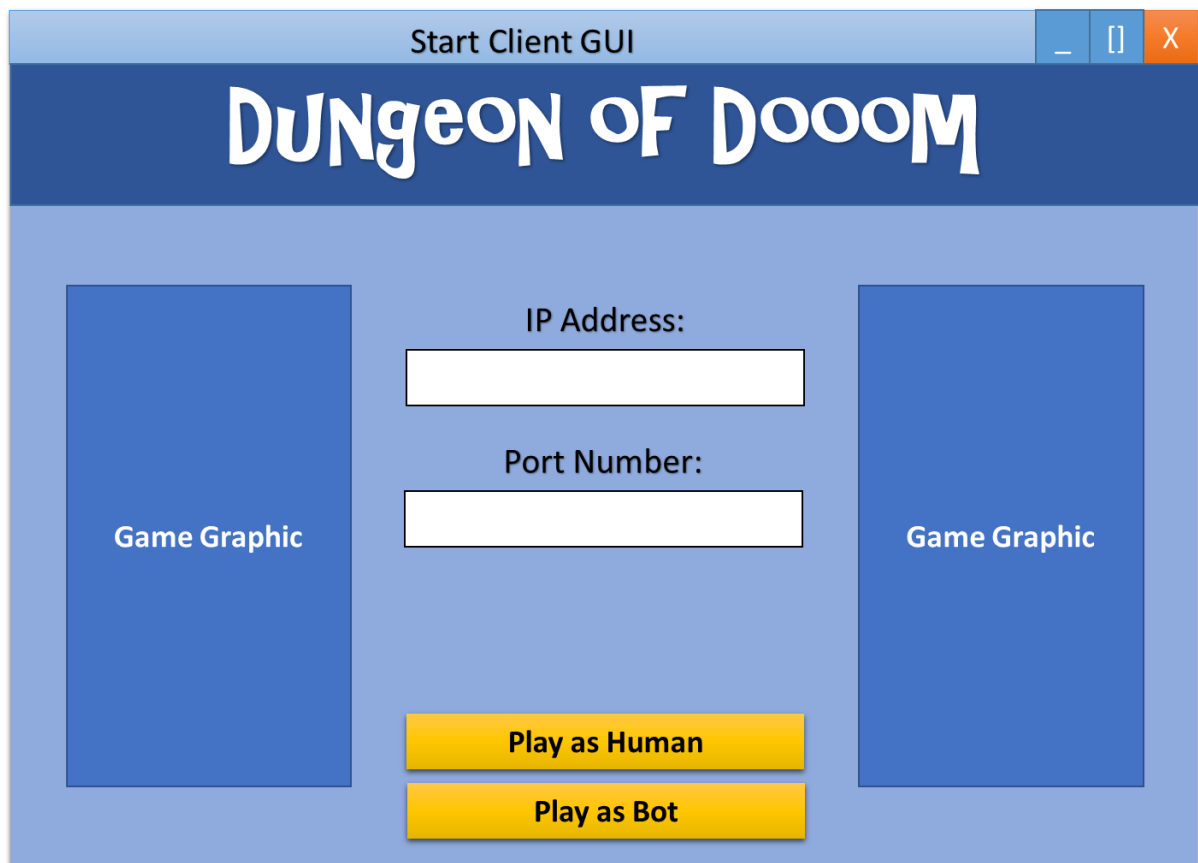 Start Client GUI
_ [] X
DUNgeoN oF DoooM
IP Address:
Port Number:
Game Graphic
Game Graphic
Play as Human
Play as Bot